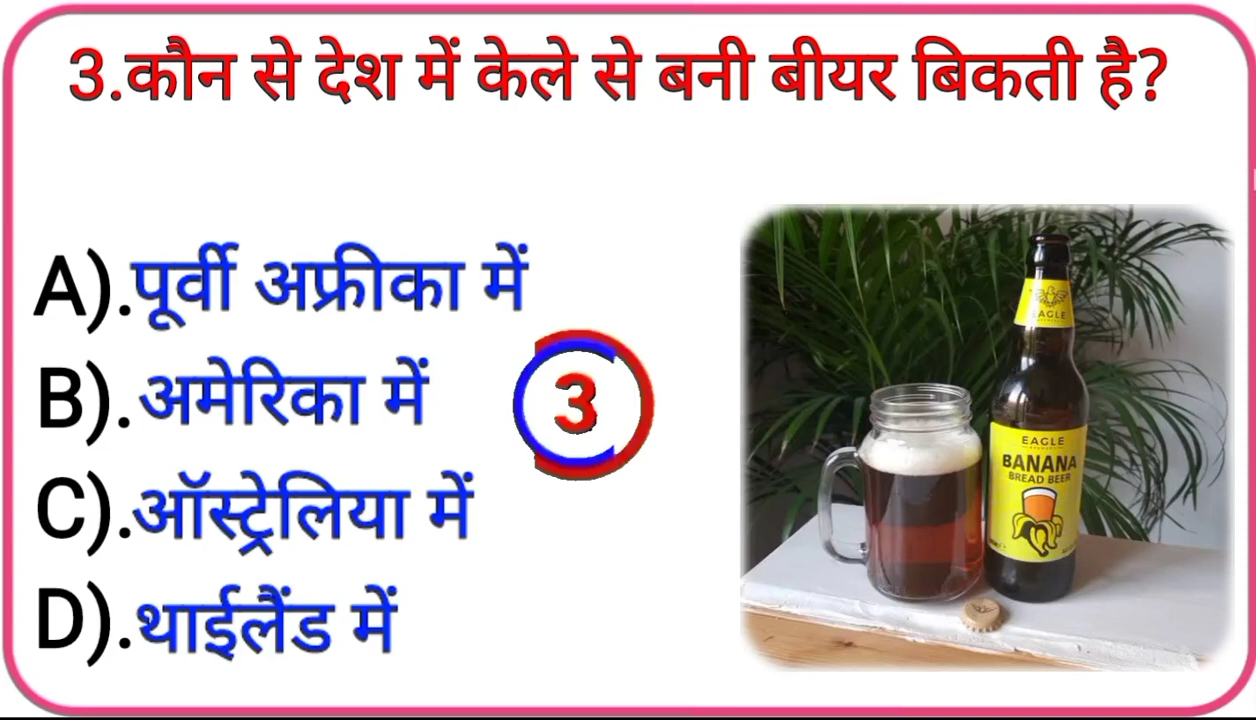 3.कौन से देश में केले से बनी बीयर बिकती है?
A).पूर्वी अफ्रीका में
B).अमेरिका में
C).ऑस्ट्रेलिया में
D).थाईलैंड में
3
EAGLE
EAGLE
BANANA
BREAD BEER